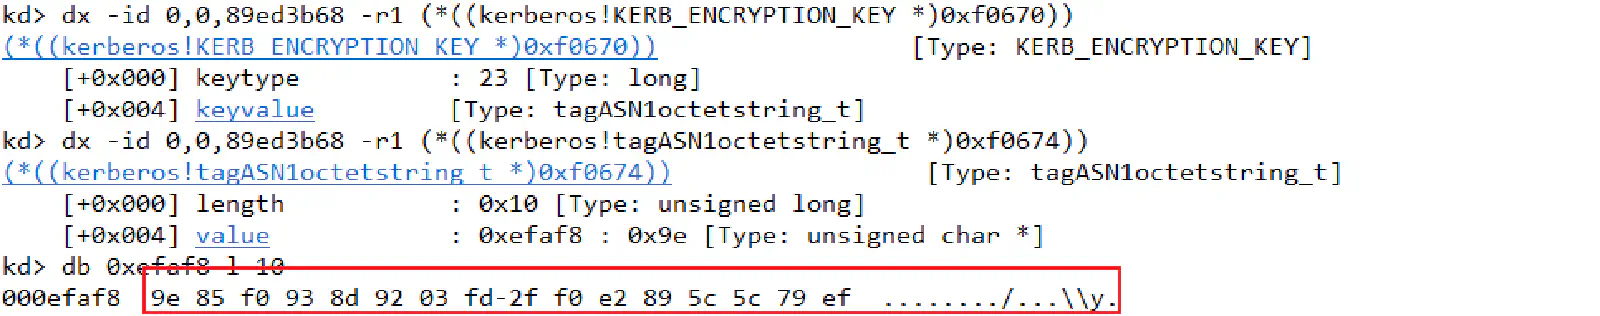 kd> dx -id 0,0,89ed3b68 -r1 (*((kerberos!KERB_ENCRYPTION_KEY *)0xf0670))
(*((kerberos!KERB_ENCRYPTION_KEY *)0xf0670))                 [Type: KERB_ENCRYPTION_KEY]
    [+0x000] keytype          : 23 [Type: long]
    [+0x004] keyvalue         [Type: tagASN1octetstring_t]
kd> dx -id 0,0,89ed3b68 -r1 (*((kerberos!tagASN1octetstring_t *)0xf0674))
(*((kerberos!tagASN1octetstring_t *)0xf0674))                 [Type: tagASN1octetstring_t]
    [+0x000] length           : 0x10 [Type: unsigned long]
    [+0x004] value            : 0xefaf8 : 0x9e [Type: unsigned char *]
kd> db 0xefaf8 l 10
000efaf8  9e 85 f0 93 8d 92 03 fd-2f f0 e2 89 5c 5c 79 ef  ......../...\\y.